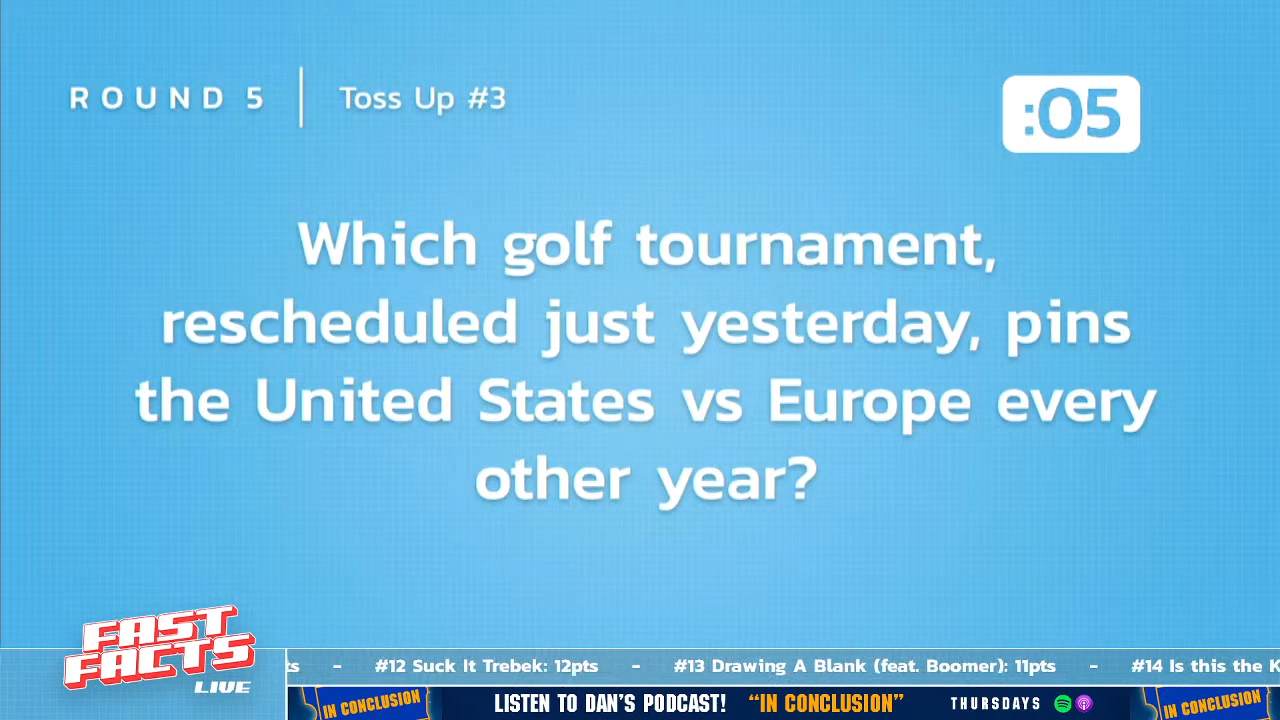 ROUND 5
Toss Up #3
:05
Which golf tournament,
rescheduled just yesterday, pins
the United States vs Europe every
other year?
FAST
FACTS
LIVE
ts - #12 Suck It Trebek: 12pts - #13 Drawing A Blank (feat. Boomer): 11pts - #14 Is this the K
IN CONCLUSION
LISTEN TO DAN'S PODCAST! "IN CONCLUSION" THURSDAYS
IN CONCLUSION